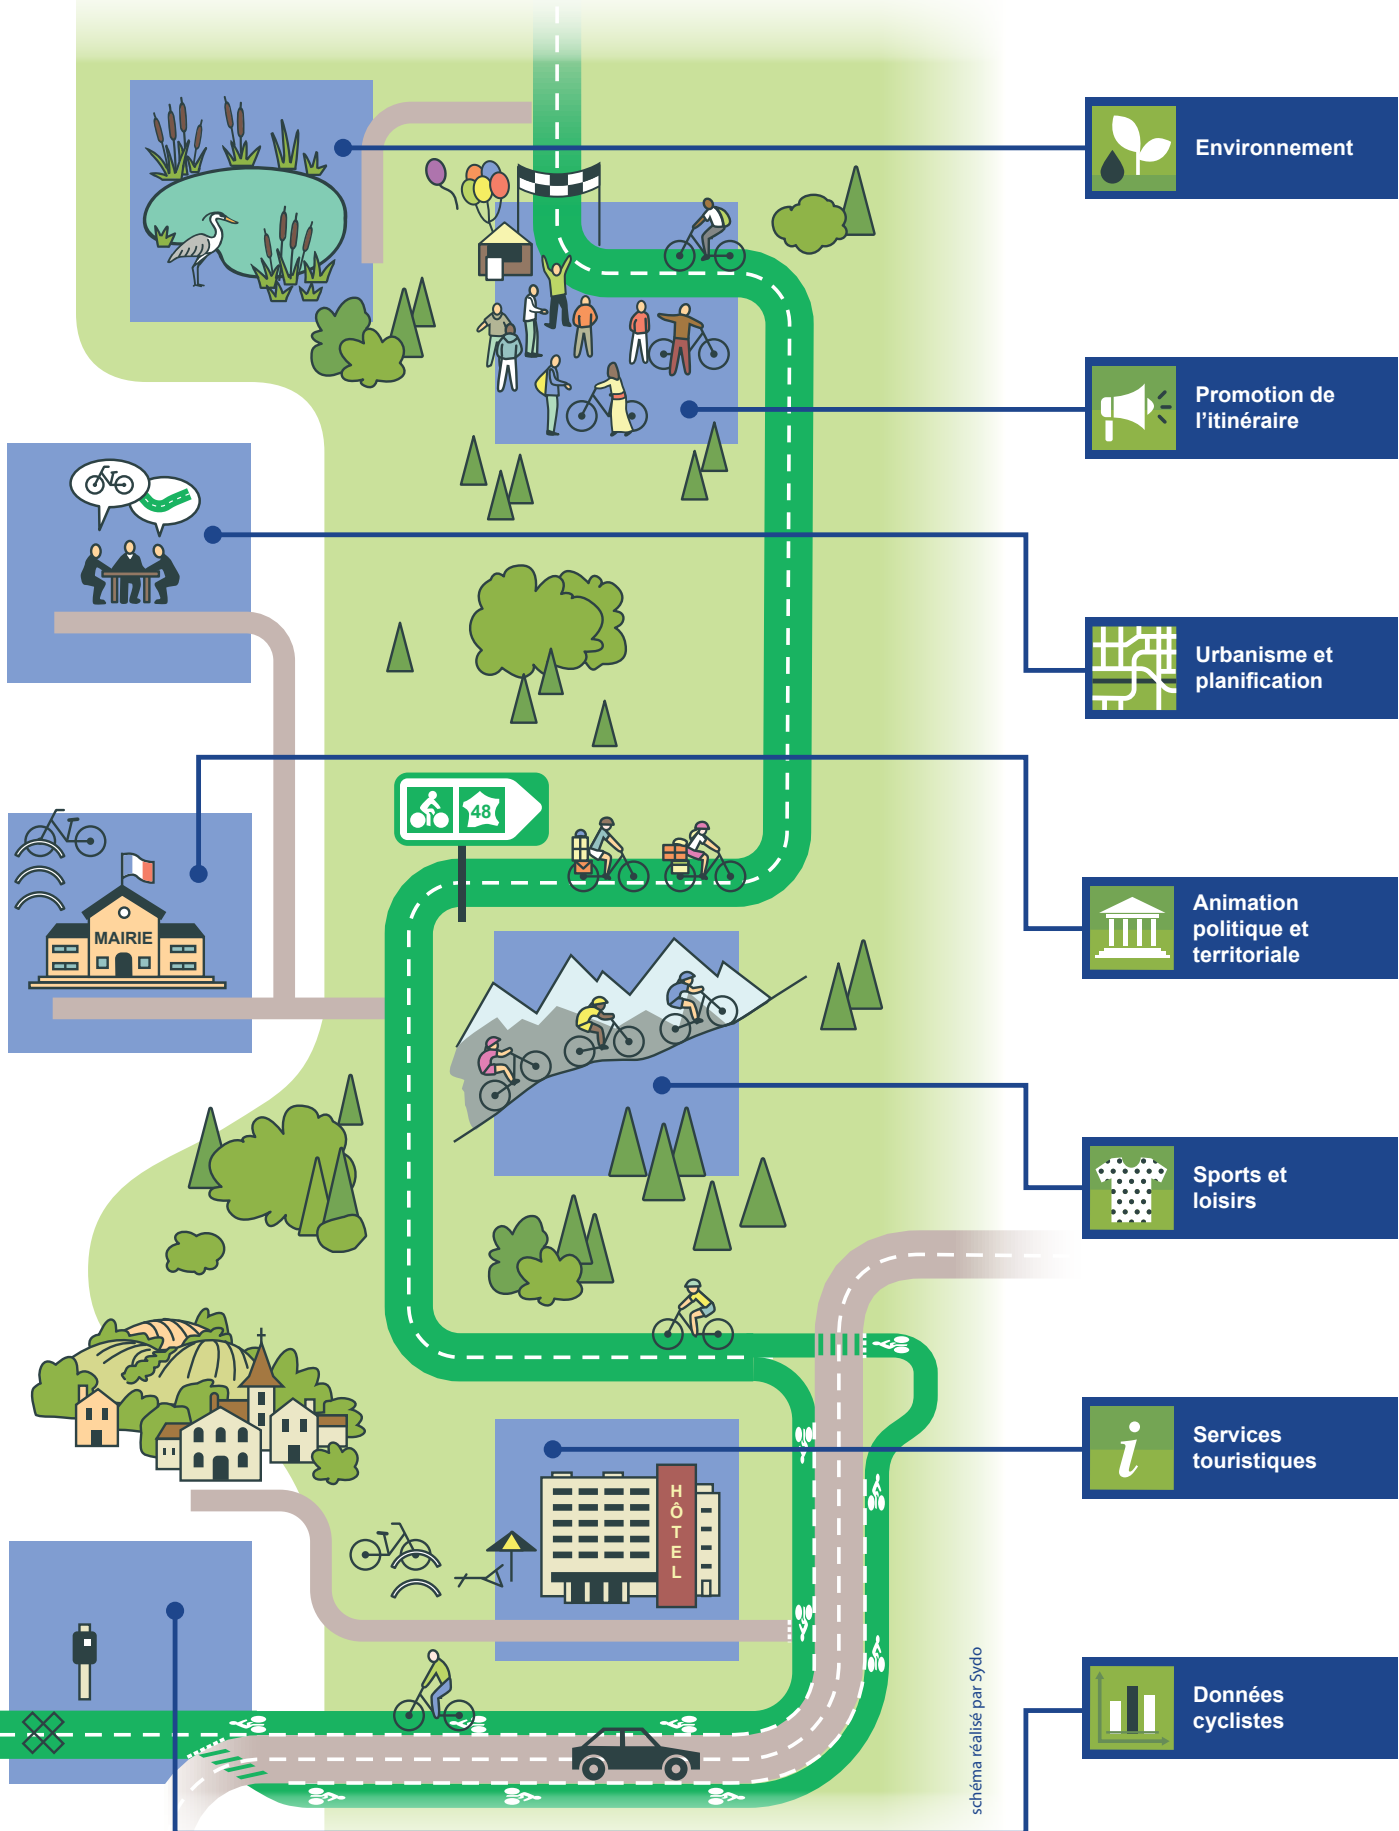 Environnement
Promotion de
l'itinéraire
Urbanisme et
planification
48
MAIRIE
Animation
politique et
territoriale
Sports et
loisirs
i
Services
touristiques
HÔTEL
schéma réalisé par Sydo
Données
cyclistes